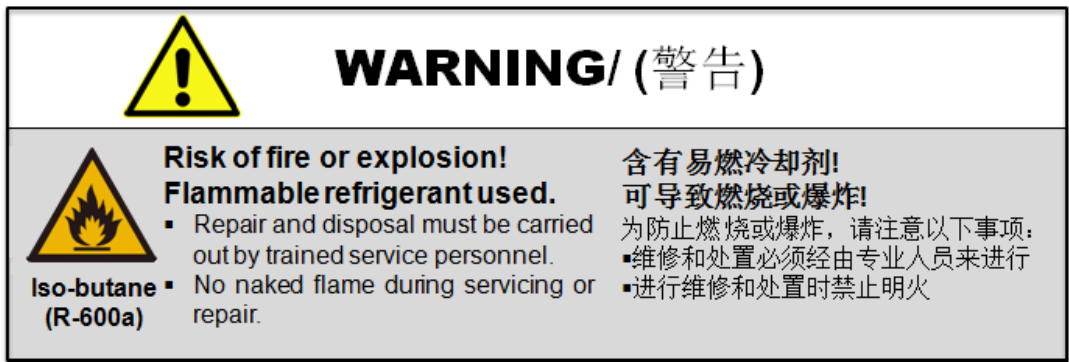 WARNING/ (警告)
Risk of fire or explosion!
Flammable refrigerant used.
▪ Repair and disposal must be carried
out by trained service personnel.
▪ No naked flame during servicing or
repair.
Iso-butane
(R-600a)
含有易燃冷却剂!
可导致燃烧或爆炸!
为防止燃烧或爆炸，请注意以下事项：
▪维修和处置必须经由专业人员来进行
▪进行维修和处置时禁止明火